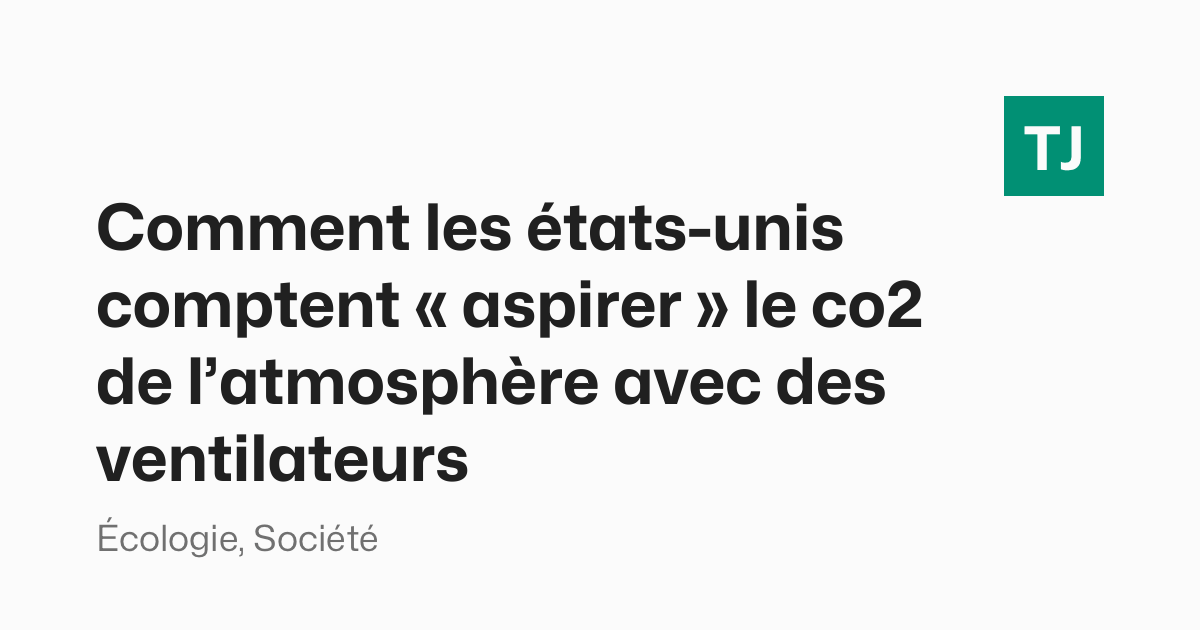 TJ
Comment les états-unis
comptent « aspirer » le co2
de l’atmosphère avec des
ventilateurs
Écologie, Société